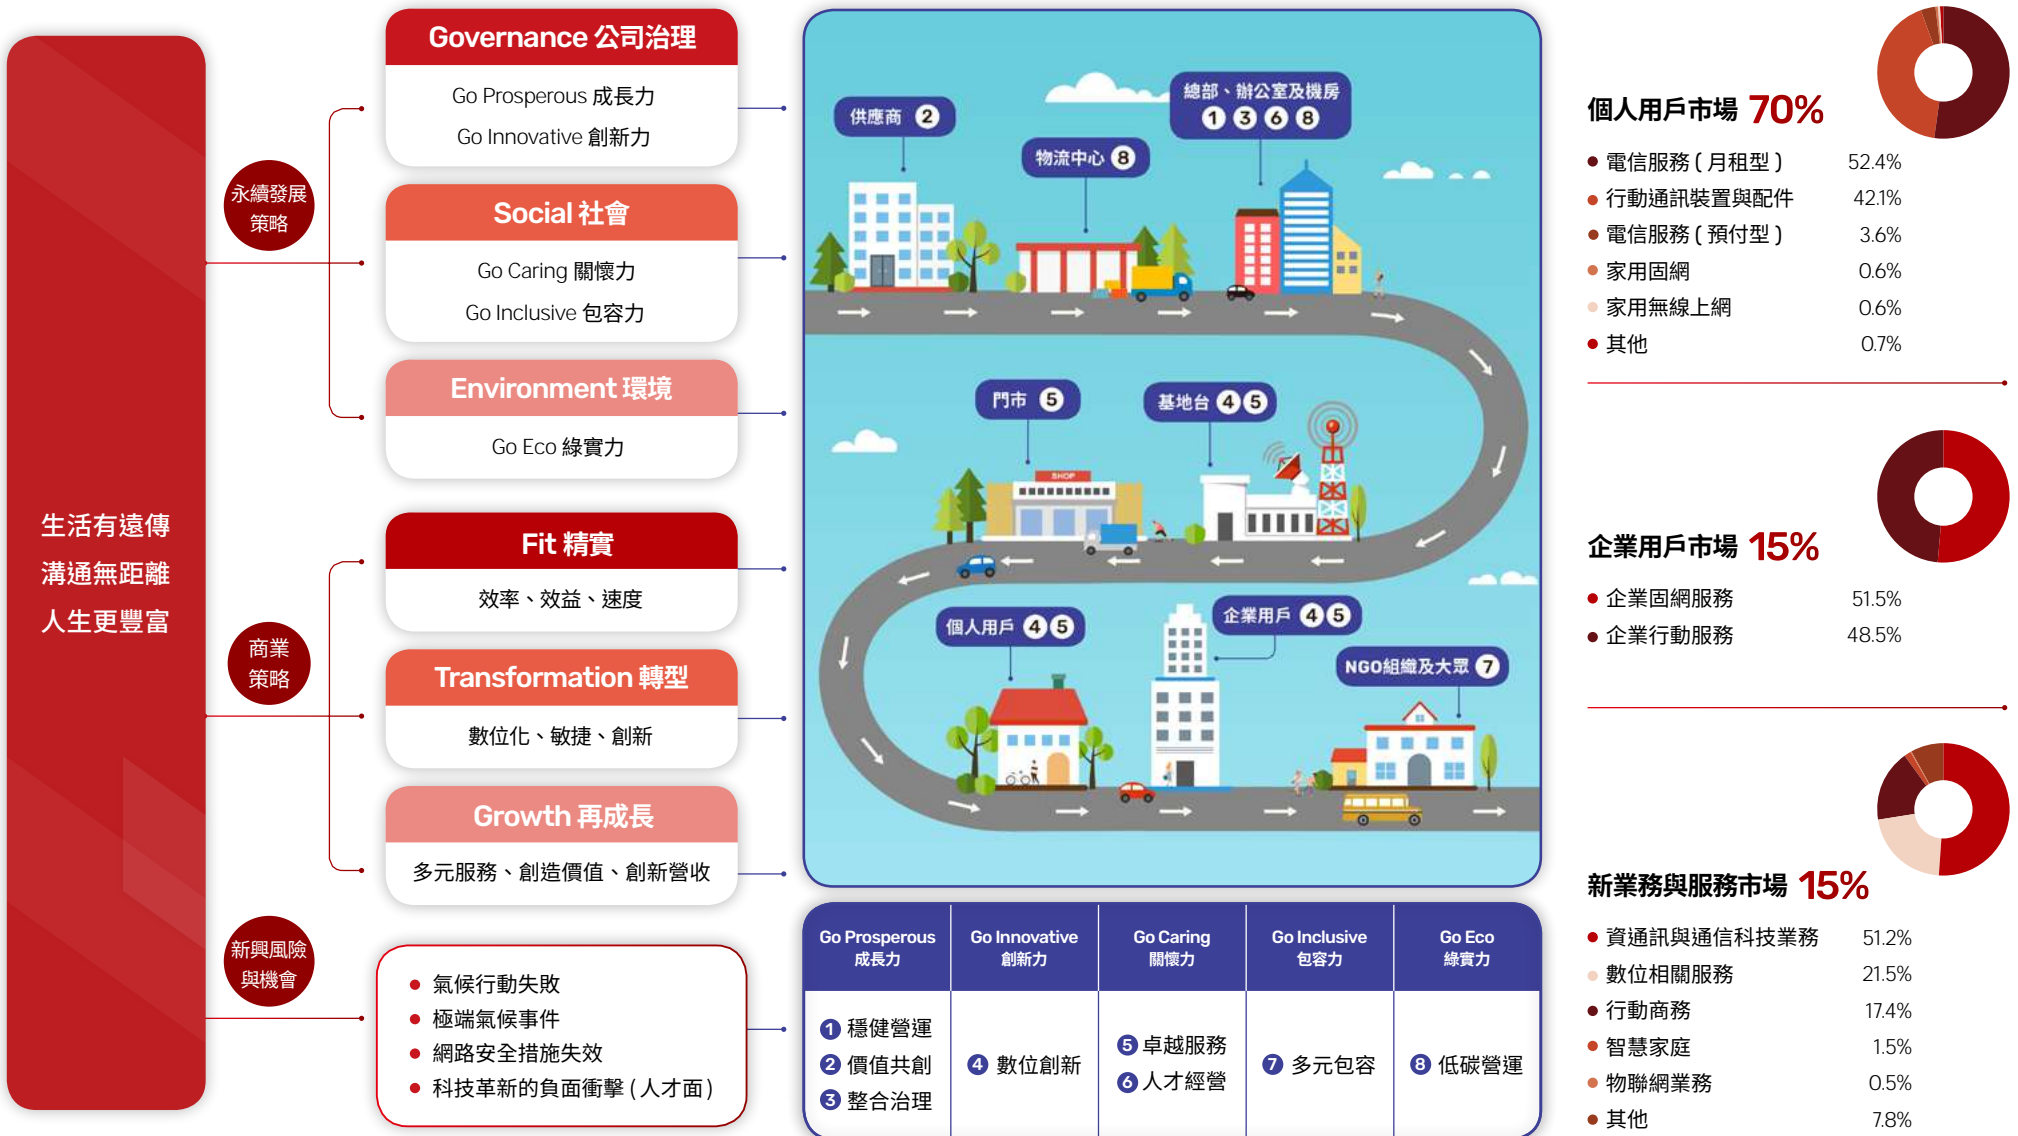 生活有遠傳
溝通無距離
人生更豐富
永續發展
策略
商業
策略
新興風險
與機會
Governance 公司治理
Go Prosperous 成長力
Go Innovative 創新力
Social 社會
Go Caring 關懷力
Go Inclusive 包容力
Environment 環境
Go Eco 綠實力
Fit 精實
效率、效益、速度
Transformation 轉型
數位化、敏捷、創新
Growth 再成長
多元服務、創造價值、創新營收
• 氣候行動失敗
• 極端氣候事件
• 網路安全措施失效
• 科技革新的負面衝擊 ( 人才面 )
供應商 2
物流中心 8
總部、辦公室及機房
1 3 6 8
門市 5
SHOP
基地台 4 5
個人用戶 4 5
企業用戶 4 5
NGO組織及大眾 7
Go Prosperous
成長力
1 穩健營運
2 價值共創
3 整合治理
Go Innovative
創新力
4 數位創新
Go Caring
關懷力
5 卓越服務
6 人才經營
Go Inclusive
包容力
7 多元包容
Go Eco
綠實力
8 低碳營運
個人用戶市場 70%
• 電信服務 ( 月租型 ) 52.4%
• 行動通訊裝置與配件 42.1%
• 電信服務 ( 預付型 ) 3.6%
• 家用固網 0.6%
• 家用無線上網 0.6%
• 其他 0.7%
企業用戶市場 15%
• 企業固網服務 51.5%
• 企業行動服務 48.5%
新業務與服務市場 15%
• 資通訊與通信科技業務 51.2%
• 數位相關服務 21.5%
• 行動商務 17.4%
• 智慧家庭 1.5%
• 物聯網業務 0.5%
• 其他 7.8%